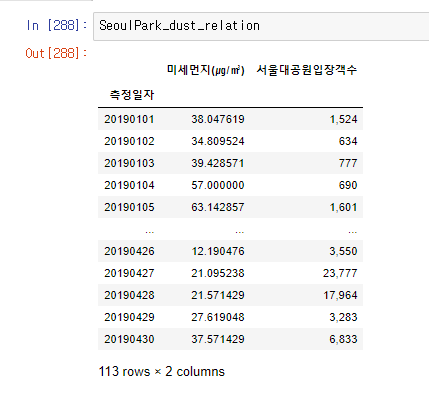 In [288]: SeoulPark_dust_relation
Out[288]:
미세먼지(㎍/㎥) 서울대공원입장객수
측정일자
20190101 38.047619 1,524
20190102 34.809524 634
20190103 39.428571 777
20190104 57.000000 690
20190105 63.142857 1,601
... ... ...
20190426 12.190476 3,550
20190427 21.095238 23,777
20190428 21.571429 17,964
20190429 27.619048 3,283
20190430 37.571429 6,833
113 rows × 2 columns